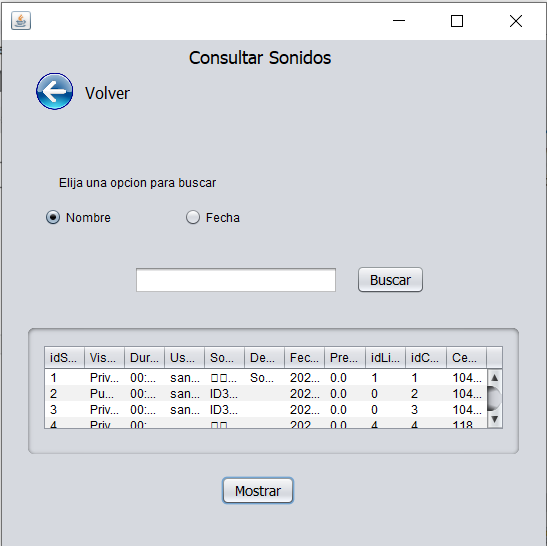 Consultar Sonidos
Volver
Elija una opcion para buscar
Nombre Fecha
Buscar
idS... Vis... Dur... Us... So... De... Fec... Pre... idLi... idC... Ce...
1 Priv... 00:... san... □□... So... 202... 0.0 1 1 104...
2 Pu... 00:... san... ID3... 202... 0.0 0 2 104...
3 Priv... 00:... san... ID3... 202... 0.0 0 3 104...
4 Priv... 00:... □□ 202... 0.0 4 4 118...
Mostrar